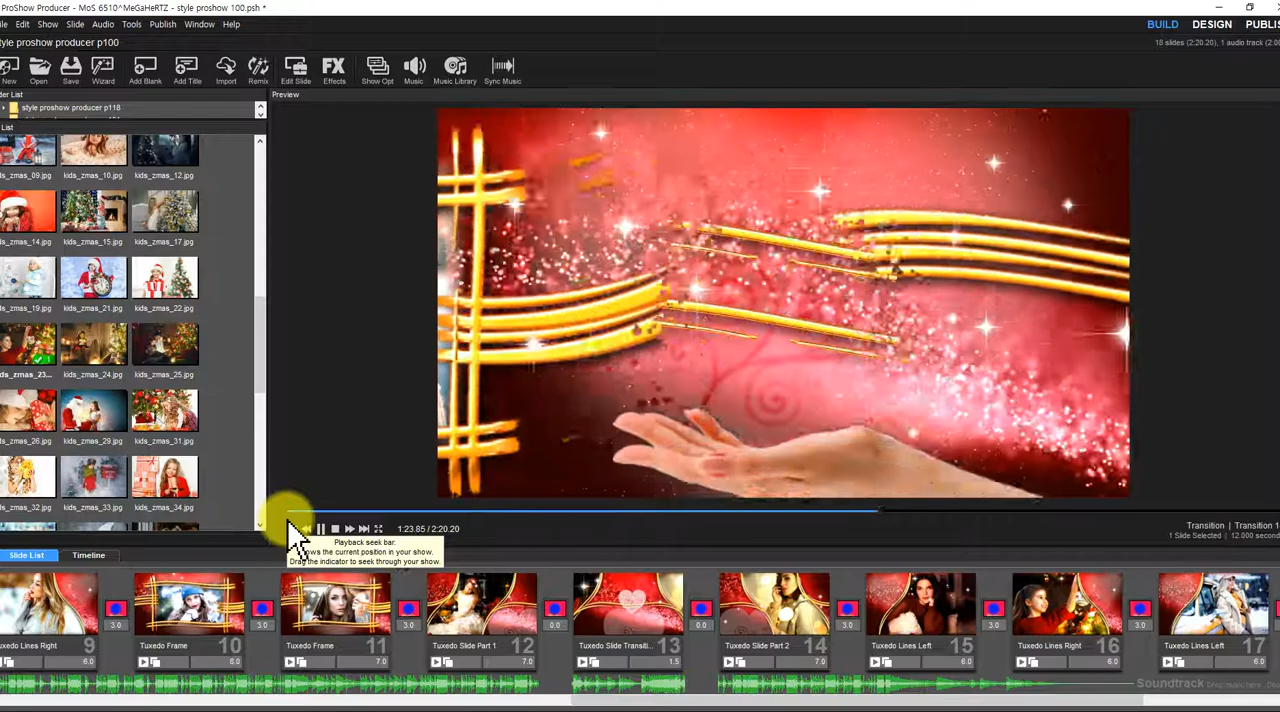 ProShow Producer - MoS 6510^MeGaHeRTZ - style proshow 100.psh *
Edit Show Slide Audio Tools Publish Window Help
BUILD DESIGN PUBLIS
tyle proshow producer p100
18 slides (2:20.20), 1 audio track (2:0
New Open Save Wizard Add Blank Add Title Import Remix Edit Slide FX Effects Show Opt Music Music Library Sync Music
der List
Preview
style proshow producer p118
List
ds_zmas_09.jpg kids_zmas_10.jpg kids_zmas_12.jpg
ds_zmas_14.jpg kids_zmas_15.jpg kids_zmas_17.jpg
ds_zmas_19.jpg kids_zmas_21.jpg kids_zmas_22.jpg
ds_zmas_23... kids_zmas_24.jpg kids_zmas_25.jpg
ds_zmas_26.jpg kids_zmas_29.jpg kids_zmas_31.jpg
ds_zmas_32.jpg kids_zmas_33.jpg kids_zmas_34.jpg
1:23.85 / 2:20.20
Transition | Transition 1
1 Slide Selected | 12.000 second
Playback seek bar:
ows the current position in your show.
Drag the indicator to seek through your show.
Slide List Timeline
3.0 3.0 3.0 0.0 0.0 3.0 3.0 3.0
Tuxedo Lines Right 9 Tuxedo Frame 10 Tuxedo Frame 11 Tuxedo Slide Part 1 12 Tuxedo Slide Transiti... 13 Tuxedo Slide Part 2 14 Tuxedo Lines Left 15 Tuxedo Lines Right 16 Tuxedo Lines Left 17
6.0 8.0 7.0 7.0 1.5 7.0 6.0 6.0 6.0
Soundtrack